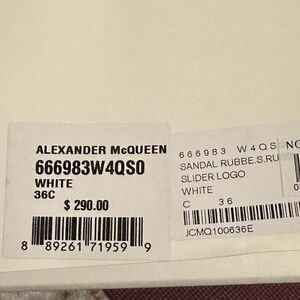 ALEXANDER McQUEEN
666983W4QS0
WHITE
36C
$ 290.00
8 89261 71959 9
666983 W4QS
SANDAL RUBBE.S.RU
SLIDER LOGO
WHITE
C 36
JCMQ100636E
NO